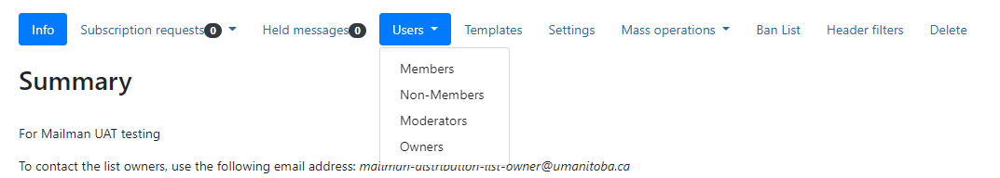 Info Subscription requests 0 Held messages 0 Users Templates Settings Mass operations Ban List Header filters Delete
Members
Non-Members
Moderators
Owners
Summary
For Mailman UAT testing
To contact the list owners, use the following email address: mailman-distribution-list-owner@umanitoba.ca